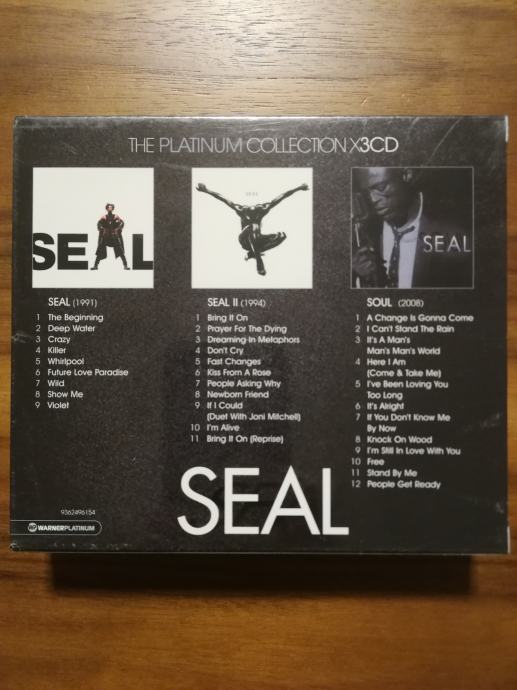 THE PLATINUM COLLECTION X3CD
SEAL
SEAL (1991)
1 The Beginning
2 Deep Water
3 Crazy
4 Killer
5 Whirlpool
6 Future Love Paradise
7 Wild
8 Show Me
9 Violet
SEAL
SEAL II (1994)
1 Bring It On
2 Prayer For The Dying
3 Dreaming In Metaphors
4 Don't Cry
5 Fast Changes
6 Kiss From A Rose
7 People Asking Why
8 Newborn Friend
9 If I Could
(Duet With Joni Mitchell)
10 I'm Alive
11 Bring It On (Reprise)
SEAL
SOUL (2008)
1 A Change Is Gonna Come
2 I Can't Stand The Rain
3 It's A Man's
Man's Man's World
4 Here I Am
(Come & Take Me)
5 I've Been Loving You
Too Long
6 It's Alright
7 If You Don't Know Me
By Now
8 Knock On Wood
9 I'm Still In Love With You
10 Free
11 Stand By Me
12 People Get Ready
SEAL
9362496154
WARNERPLATINUM